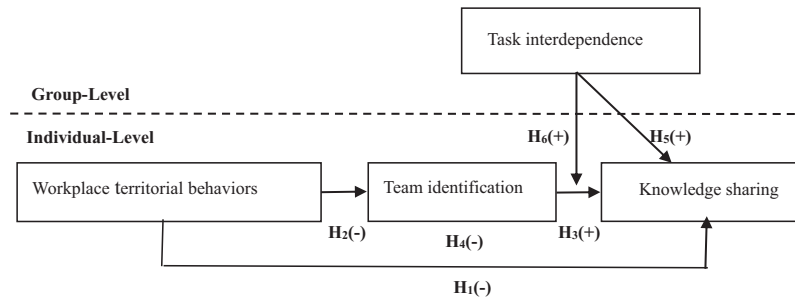 Task interdependence
Group-Level
Individual-Level
H6(+)
H5(+)
Workplace territorial behaviors
Team identification
Knowledge sharing
H2(-)
H4(-)
H3(+)
H1(-)